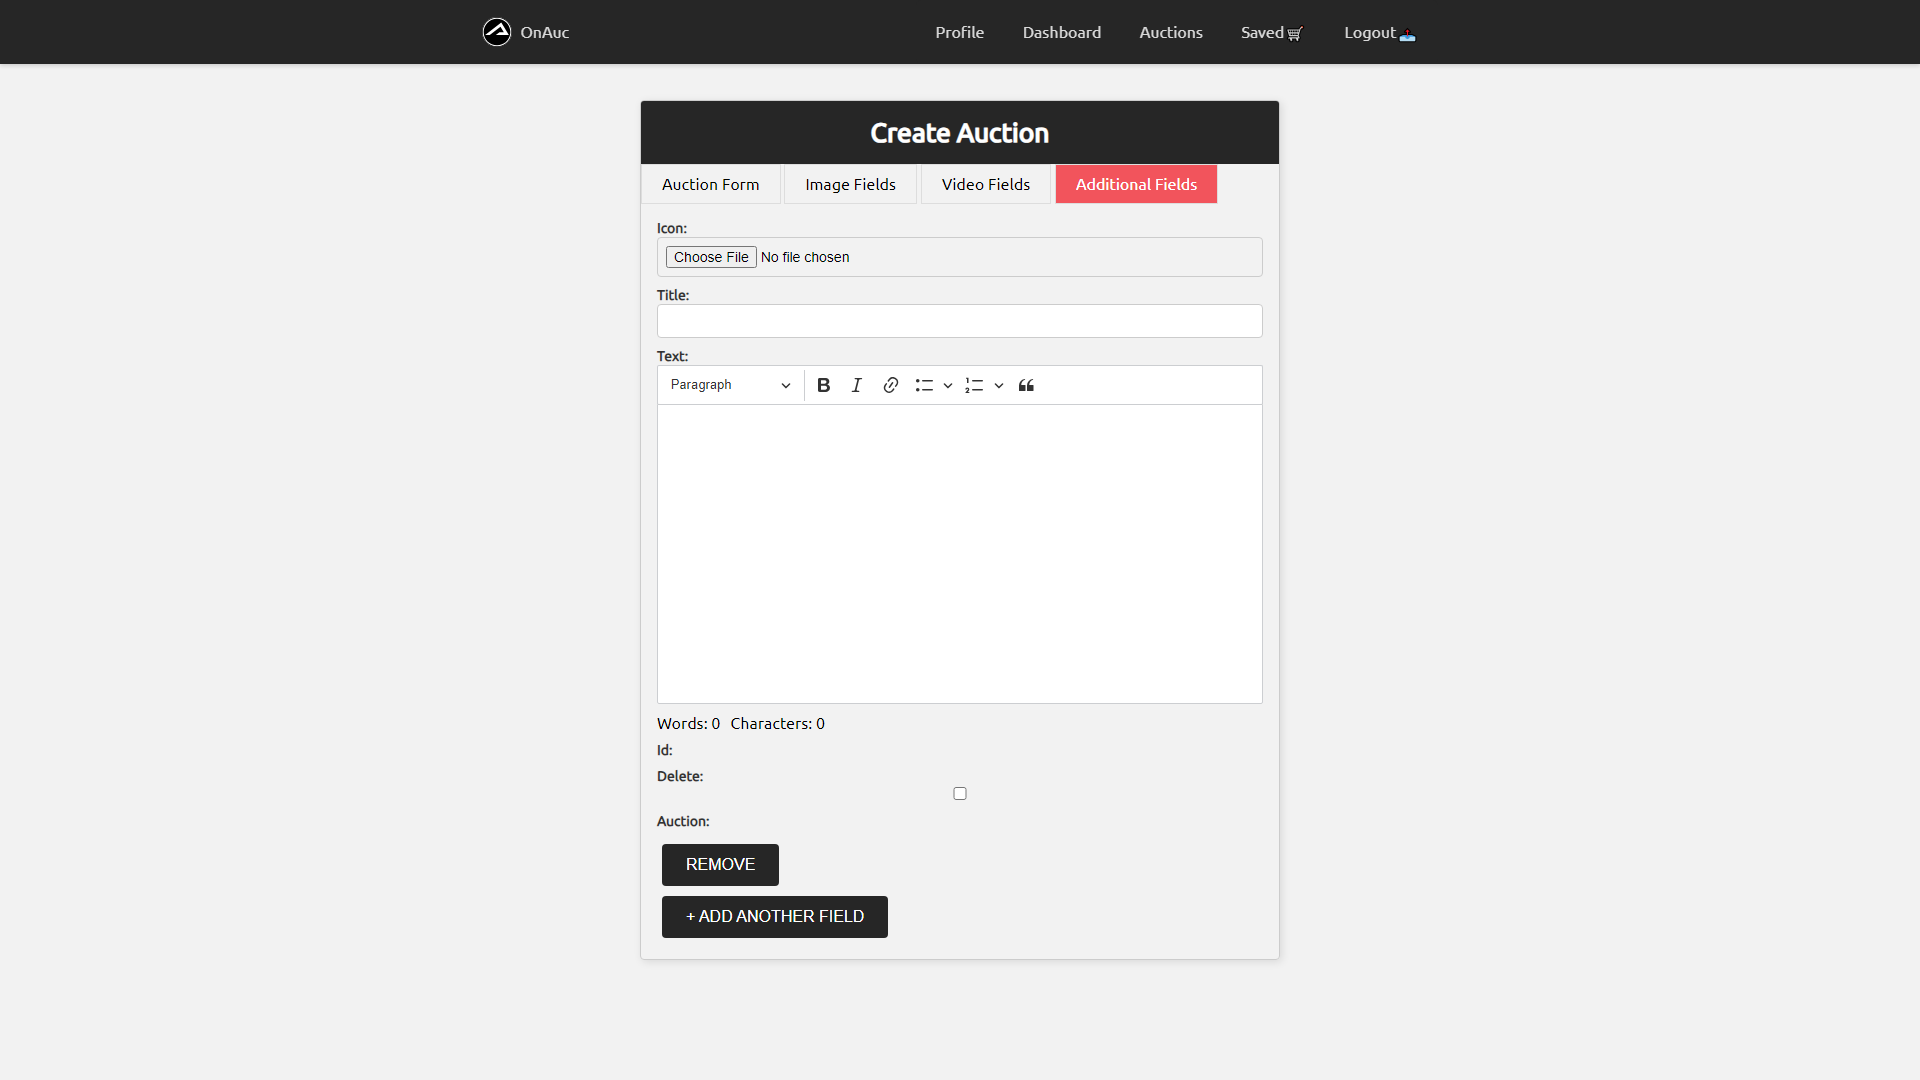 OnAuc Profile Dashboard Auctions Saved Logout
Create Auction
Auction Form Image Fields Video Fields Additional Fields
Icon:
Choose File No file chosen
Title:
Text:
Paragraph
Words: 0 Characters: 0
Id:
Delete:
Auction:
REMOVE
+ ADD ANOTHER FIELD